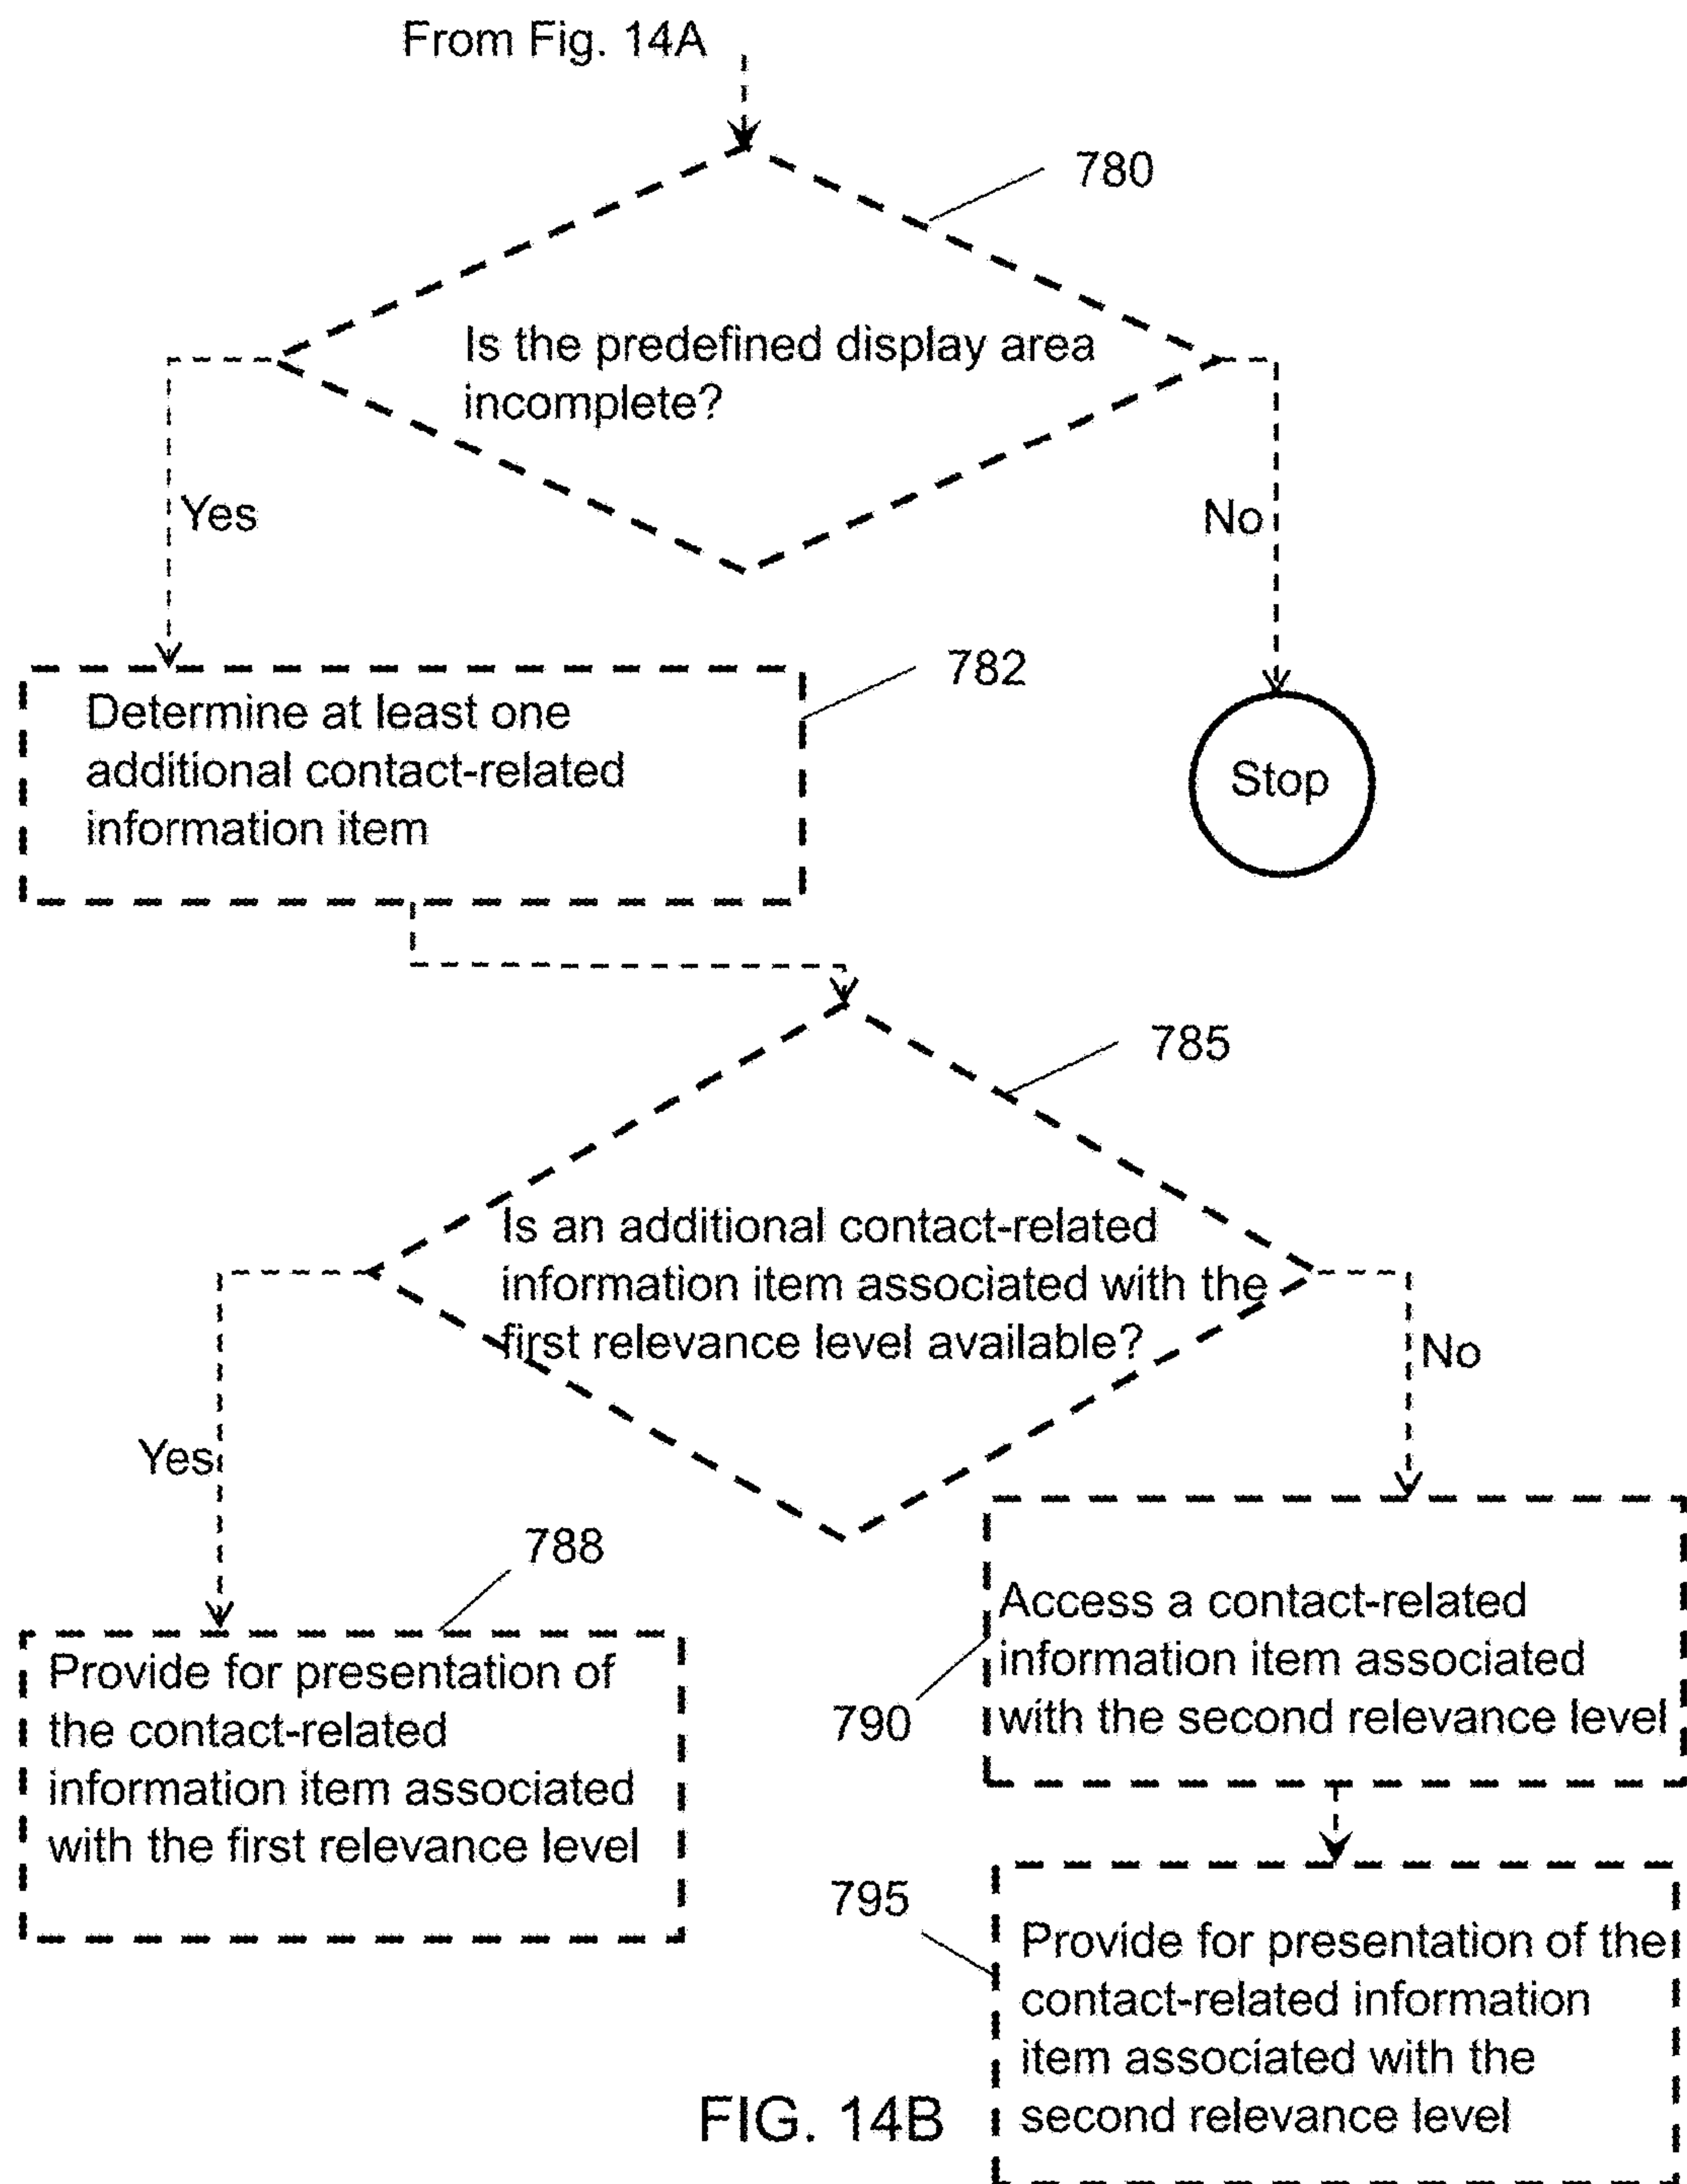 From Fig. 14A
780
Is the predefined display area
incomplete?
Yes
No
782
Determine at least one
additional contact-related
information item
Stop
785
Is an additional contact-related
information item associated with the
first relevance level available?
No
Yes
788
Provide for presentation of
the contact-related
information item associated
with the first relevance level
Access a contact-related
information item associated
with the second relevance level
790
795
Provide for presentation of the
contact-related information
item associated with the
second relevance level
FIG. 14B